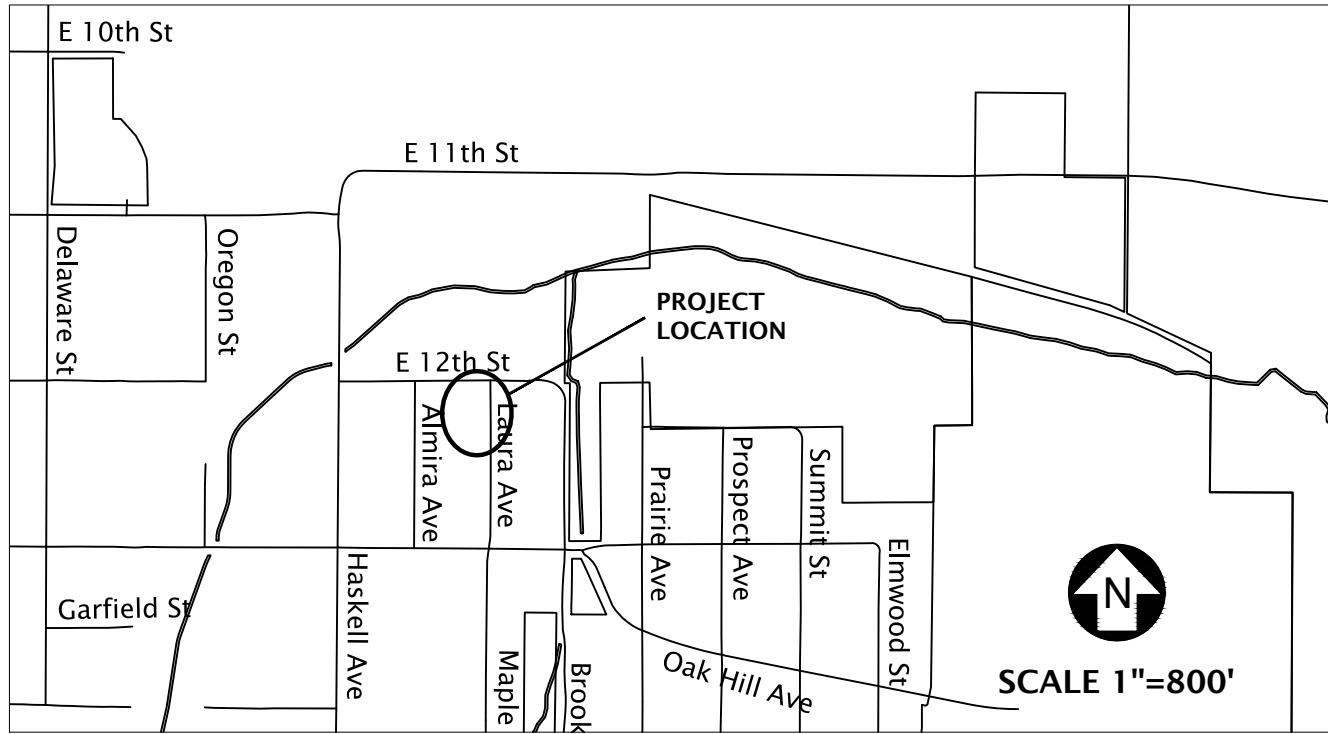 E 10th St
E 11th St
Delaware St
Oregon St
PROJECT
LOCATION
E 12th St
Almira Ave
Laura Ave
Prairie Ave
Prospect Ave
Summit St
Elmwood St
Haskell Ave
Garfield St
Maple
Brook
Oak Hill Ave
N
SCALE 1"=800'